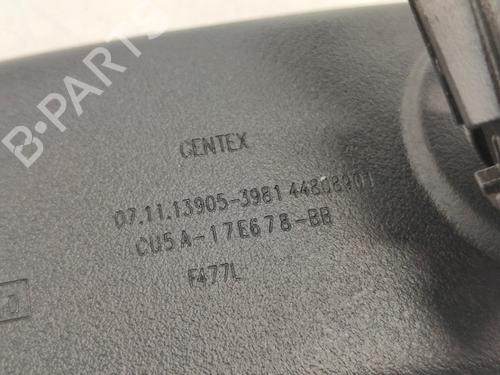 B-PARTS
GENTEX
07.11.13905-3981 44808901
CU5A-17E678-BB
F477L